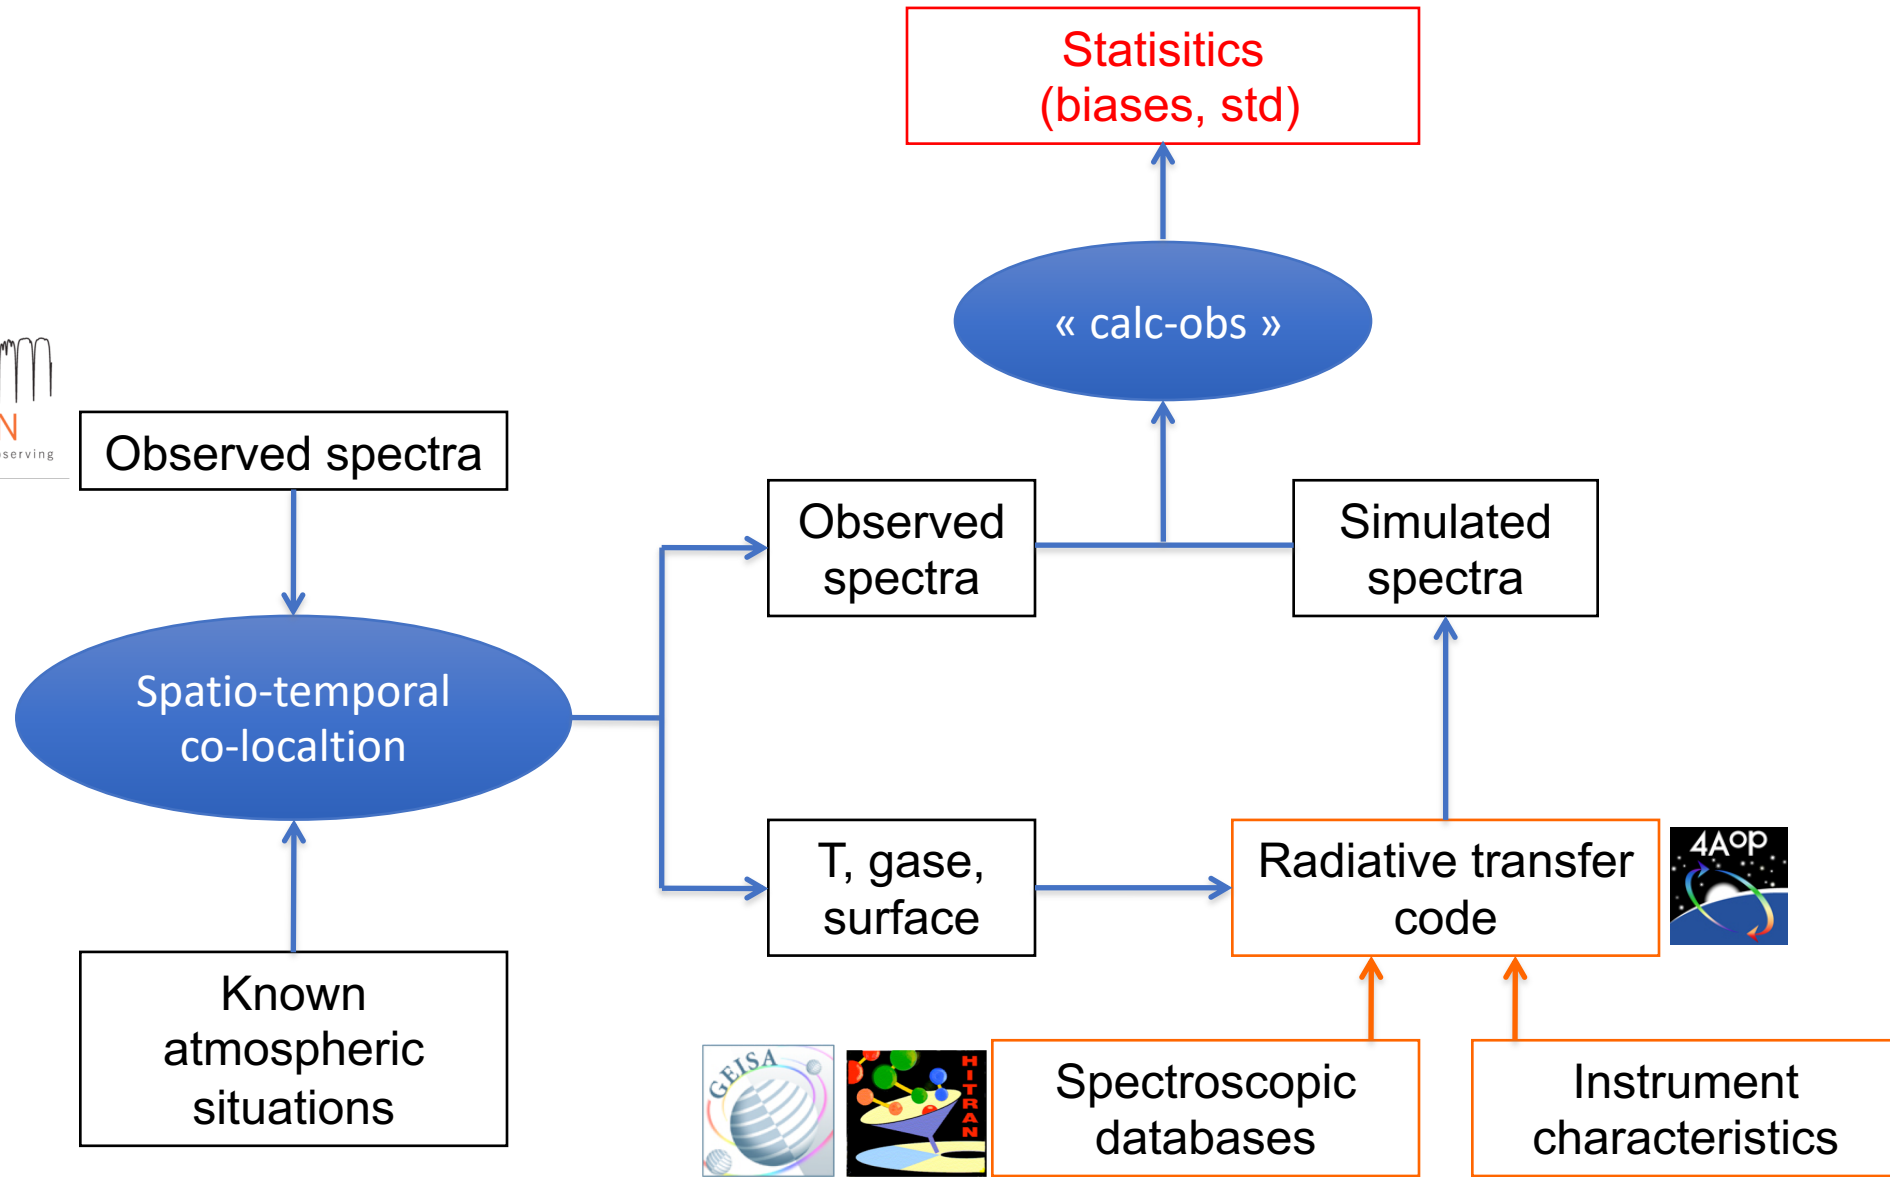 Statisitics
(biases, std)
« calc-obs »
N
serving
Observed spectra
Observed
spectra
Simulated
spectra
Spatio-temporal
co-localtion
T, gase,
surface
Radiative transfer
code
4AOP
Known
atmospheric
situations
GEISA
HITRAN
Spectroscopic
databases
Instrument
characteristics